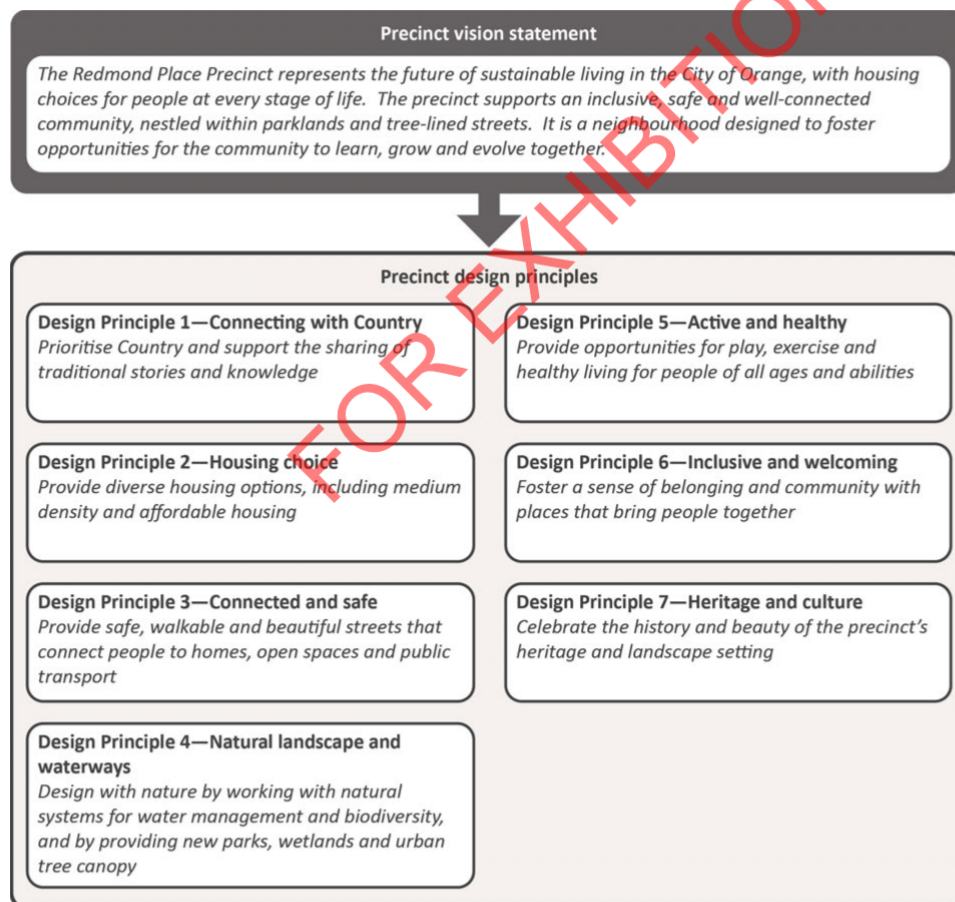 Precinct vision statement
The Redmond Place Precinct represents the future of sustainable living in the City of Orange, with housing
choices for people at every stage of life. The precinct supports an inclusive, safe and well-connected
community, nestled within parklands and tree-lined streets. It is a neighbourhood designed to foster
opportunities for the community to learn, grow and evolve together.
Precinct design principles
Design Principle 1—Connecting with Country
Prioritise Country and support the sharing of
traditional stories and knowledge
Design Principle 2—Housing choice
Provide diverse housing options, including medium
density and affordable housing
Design Principle 3—Connected and safe
Provide safe, walkable and beautiful streets that
connect people to homes, open spaces and public
transport
Design Principle 4—Natural landscape and
waterways
Design with nature by working with natural
systems for water management and biodiversity,
and by providing new parks, wetlands and urban
tree canopy
Design Principle 5—Active and healthy
Provide opportunities for play, exercise and
healthy living for people of all ages and abilities
Design Principle 6—Inclusive and welcoming
Foster a sense of belonging and community with
places that bring people together
Design Principle 7—Heritage and culture
Celebrate the history and beauty of the precinct's
heritage and landscape setting
FOR EXHIBITION